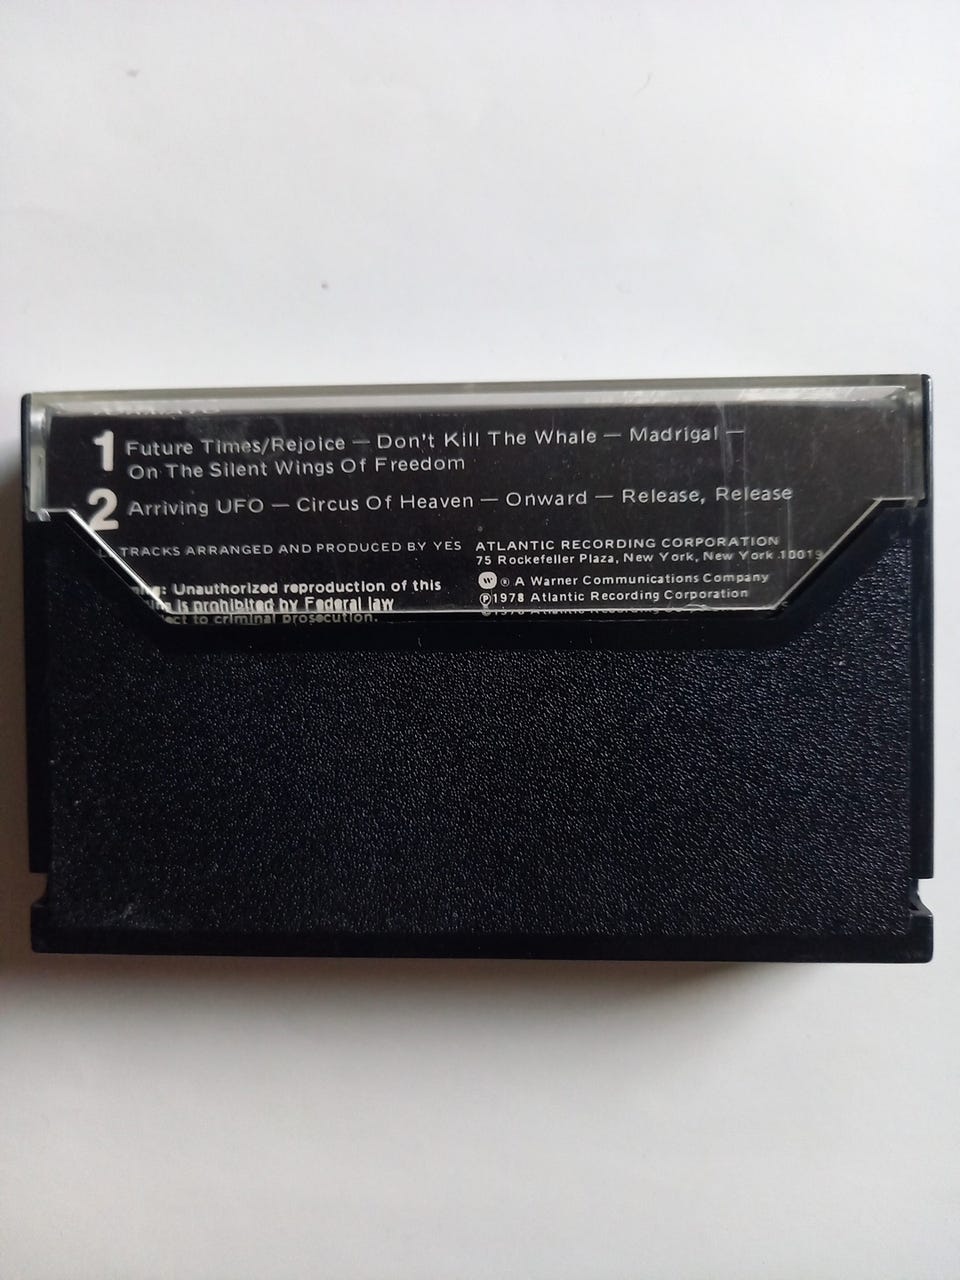 1 Future Times/Rejoice — Don't Kill The Whale — Madrigal —
On The Silent Wings Of Freedom
2 Arriving UFO — Circus Of Heaven — Onward — Release, Release
TRACKS ARRANGED AND PRODUCED BY YES
Unauthorized reproduction of this
is prohibited by Federal law
to criminal prosecution.
ATLANTIC RECORDING CORPORATION
75 Rockefeller Plaza, New York, New York 10019
® A Warner Communications Company
℗1978 Atlantic Recording Corporation